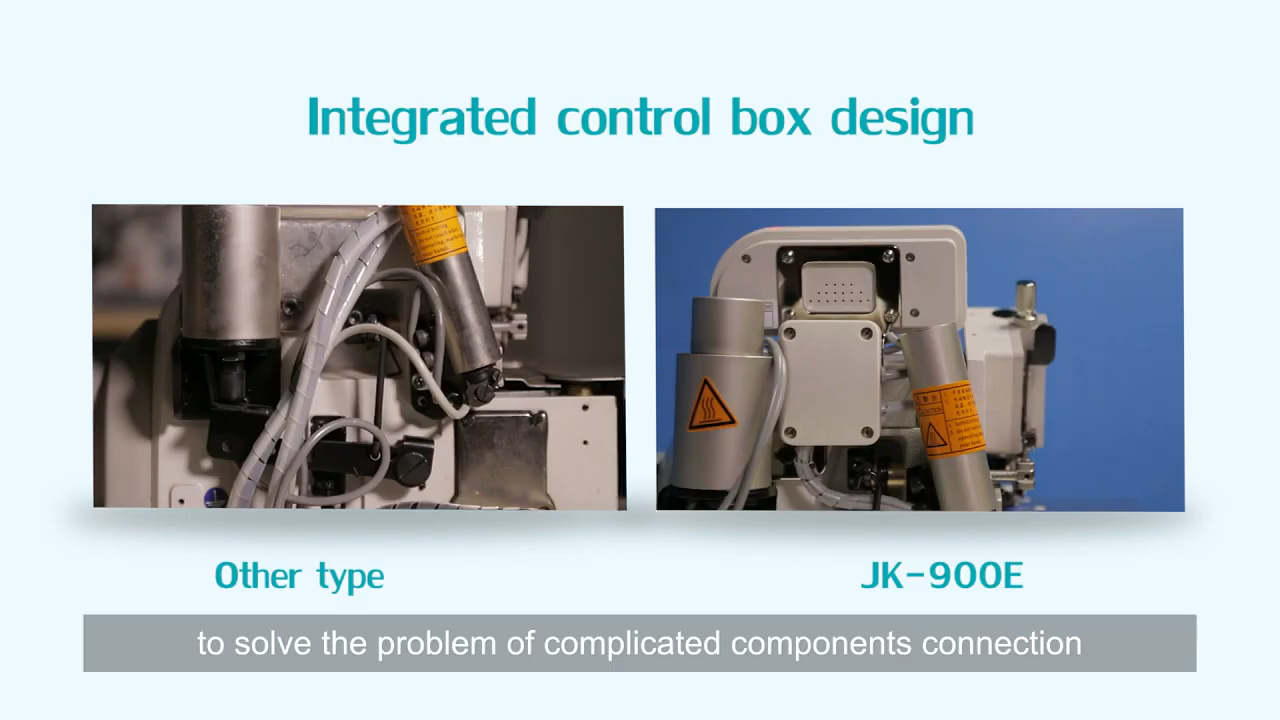 Integrated control box design
Other type
JK-900E
to solve the problem of complicated components connection